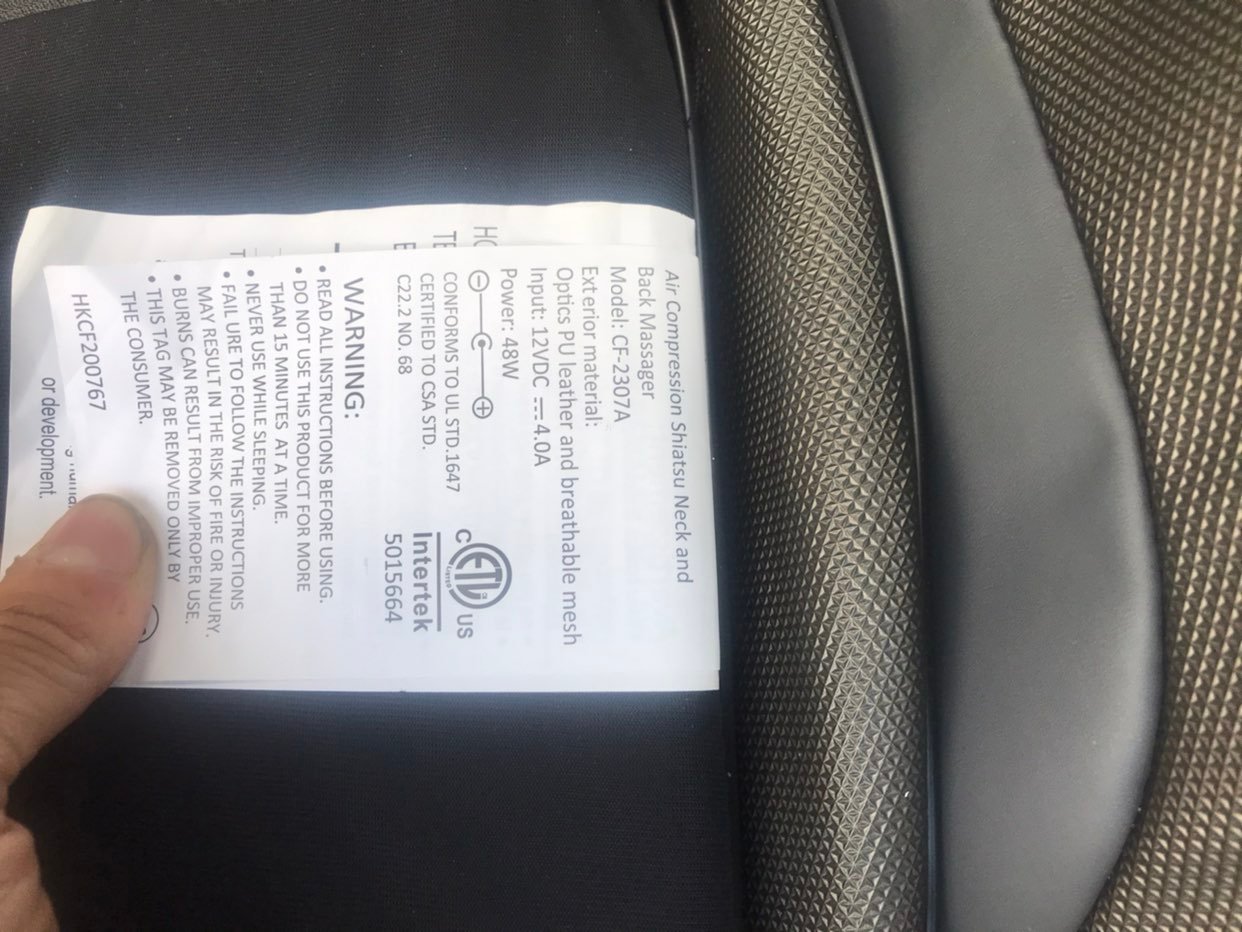 Air Compression Shiatsu Neck and
Back Massager
Model: CF-2307A
Exterior material:
Optics PU leather and breathable mesh
Input: 12VDC ⎓ 4.0A
Power: 48W
CONFORMS TO UL STD.1647
CERTIFIED TO CSA STD.
C22.2 NO. 68
c ETL US
LISTED
CM
Intertek
5015664
WARNING:
• READ ALL INSTRUCTIONS BEFORE USING.
• DO NOT USE THIS PRODUCT FOR MORE
THAN 15 MINUTES AT A TIME.
• NEVER USE WHILE SLEEPING.
• FAIL URE TO FOLLOW THE INSTRUCTIONS
MAY RESULT IN THE RISK OF FIRE OR INJURY.
• BURNS CAN RESULT FROM IMPROPER USE.
• THIS TAG MAY BE REMOVED ONLY BY
THE CONSUMER.
HKCF200767
or development.